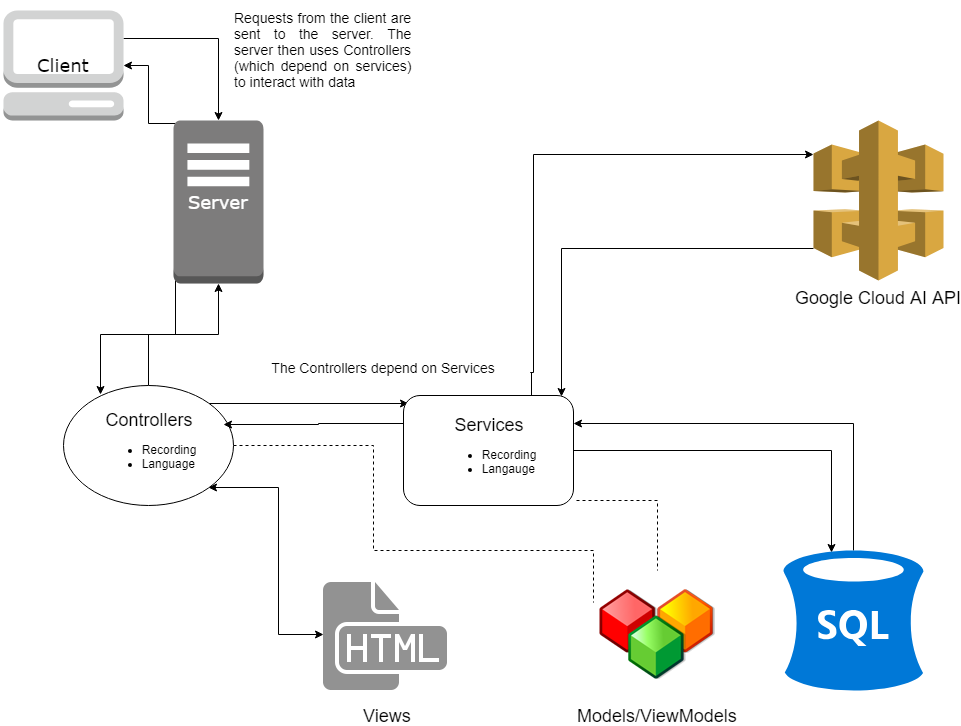 Requests from the client are
sent to the server. The
server then uses Controllers
(which depend on services)
to interact with data
Client
Server
Google Cloud AI API
The Controllers depend on Services
Controllers
Recording
Language
Services
Recording
Langauge
HTML
SQL
Views
Models/ViewModels